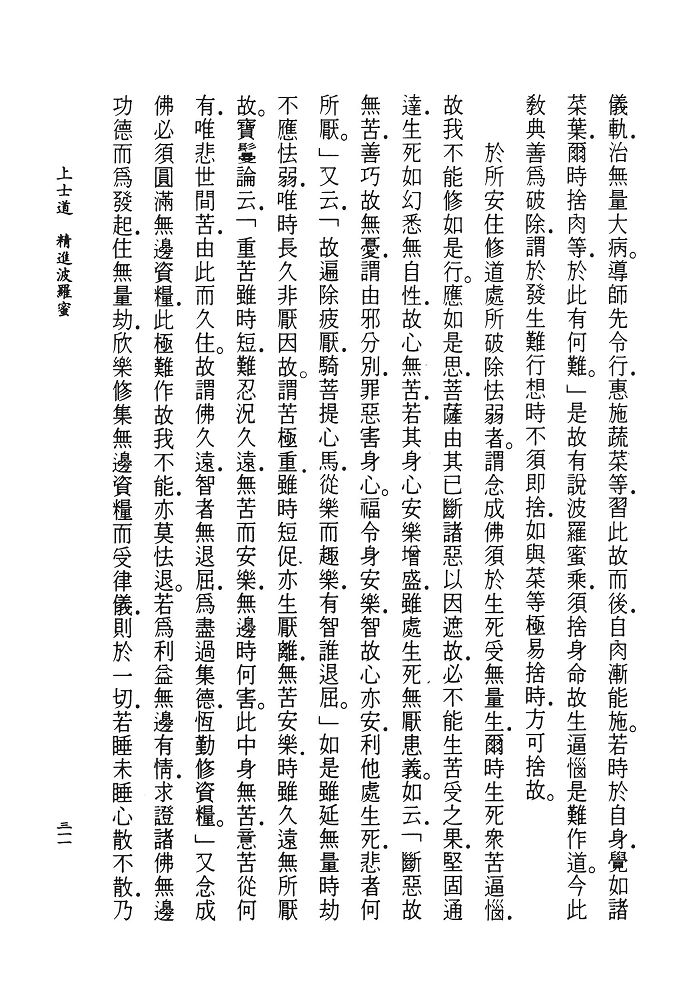 儀軌．治無量大病。導師先令行．惠施蔬菜等．習此故而後．自肉漸能施。若時於自身．覺如諸
菜葉．爾時捨肉等．於此有何難。」是故有說波羅蜜乘．須捨身命故生逼惱是難作道。今此
敎典善爲破除．謂於發生難行想時不須即捨．如與菜等極易捨時．方可捨故。
於所安住修道處所破除怯弱者。謂念成佛須於生死受無量生．爾時生死衆苦逼惱．
故我不能修如是行。應如是思．菩薩由其已斷諸惡以因遮故．必不能生苦受之果．堅固通
達．生死如幻悉無自性．故心無苦．若其身心安樂增盛．雖處生死．無厭患義。如云．「斷惡故
無苦．善巧故無憂．謂由邪分別．罪惡害身心。福令身安樂．智故心亦安．利他處生死．悲者何
所厭。」又云．「故遍除疲厭．騎菩提心馬．從樂而趣樂．有智誰退屈。」如是雖延無量時劫
不應怯弱．唯時長久非厭因故。謂苦極重．雖時短促．亦生厭離．無苦安樂．時雖久遠無所厭
故。寶鬘論云．「重苦雖時短．難忍況久遠．無苦而安樂．無邊時何害。此中身無苦．意苦從何
有．唯悲世間苦．由此而久住。故謂佛久遠．智者無退屈．爲盡過集德．恆勤修資糧。」又念成
佛必須圓滿無邊資糧．此極難作故我不能．亦莫怯退。若爲利益無邊有情．求證諸佛無邊
功德而爲發起．住無量劫．欣樂修集無邊資糧而受律儀．則於一切若睡未睡心散不散．乃
上士道　精進波羅蜜
三一一